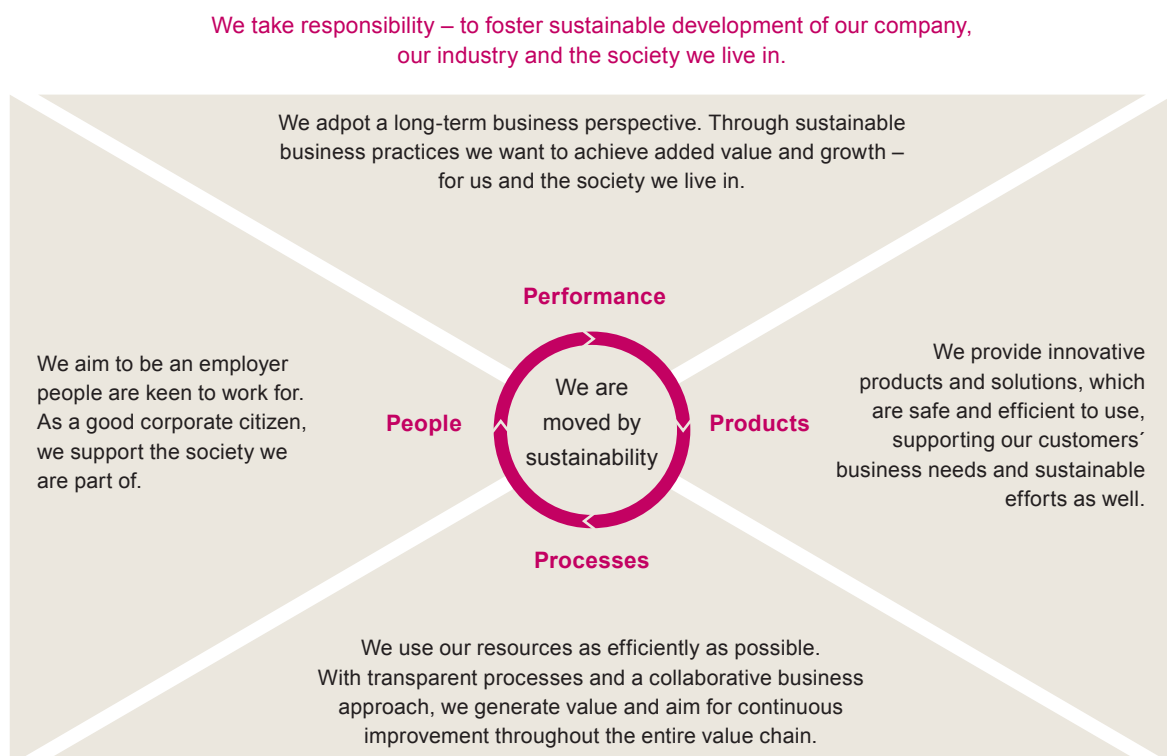 We take responsibility – to foster sustainable development of our company,
our industry and the society we live in.
We adpot a long-term business perspective. Through sustainable
business practices we want to achieve added value and growth –
for us and the society we live in.
Performance
We aim to be an employer
people are keen to work for.
As a good corporate citizen,
we support the society we
are part of.
People
We are
moved by
sustainability
Products
We provide innovative
products and solutions, which
are safe and efficient to use,
supporting our customers´
business needs and sustainable
efforts as well.
Processes
We use our resources as efficiently as possible.
With transparent processes and a collaborative business
approach, we generate value and aim for continuous
improvement throughout the entire value chain.